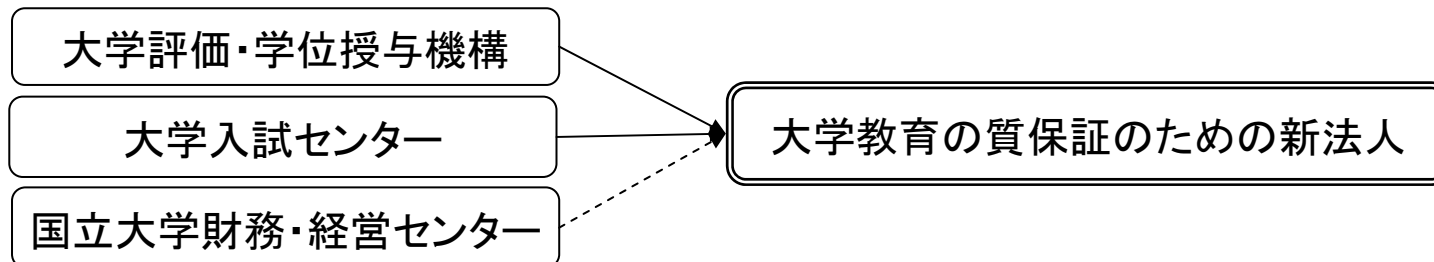 大学評価・学位授与機構
大学入試センター
国立大学財務・経営センター
大学教育の質保証のための新法人